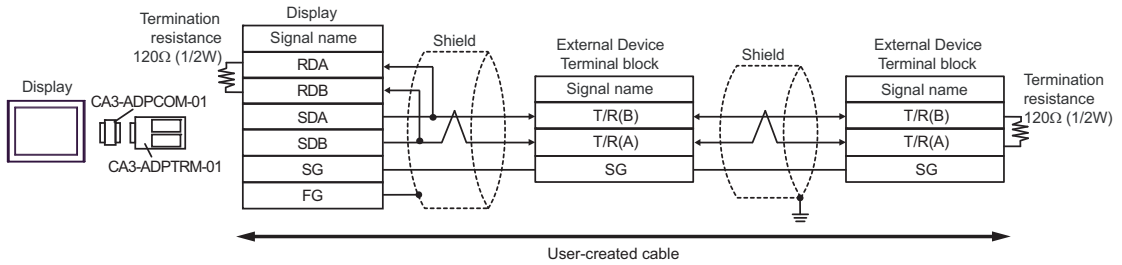 Display
CA3-ADPCOM-01
CA3-ADPTRM-01
Termination
resistance
120Ω (1/2W)
Display
Signal name
RDA
RDB
SDA
SDB
SG
FG
Shield
External Device
Terminal block
Signal name
T/R(B)
T/R(A)
SG
Shield
External Device
Terminal block
Signal name
T/R(B)
T/R(A)
SG
Termination
resistance
120Ω (1/2W)
User-created cable